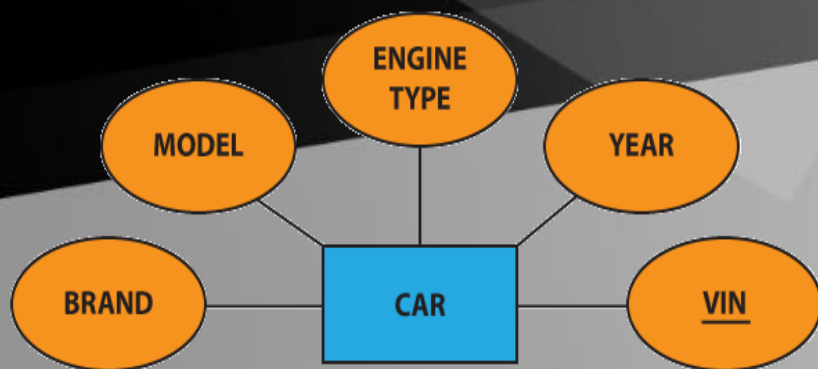 ENGINE
TYPE
MODEL
YEAR
BRAND
CAR
VIN